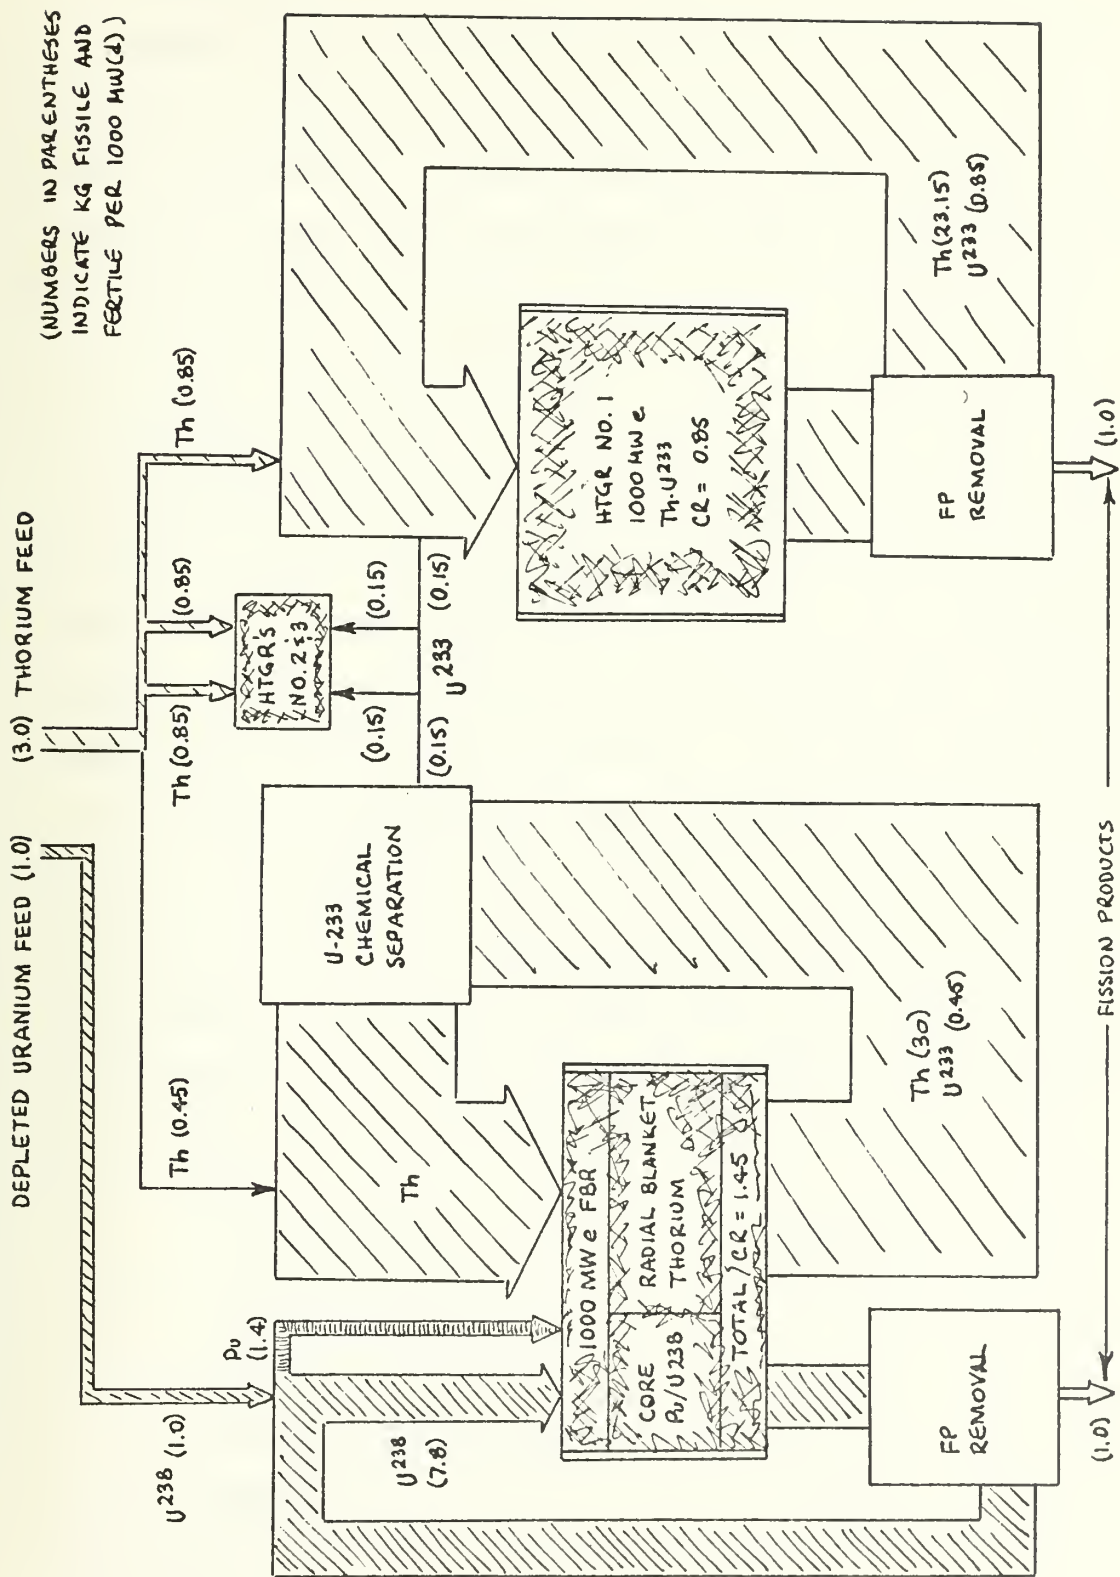 (NUMBERS IN PARENTHESES
INDICATE KG FISSILE AND
FERTILE PER 1000 MW(d)
DEPLETED URANIUM FEED (1.0)
(3.0) THORIUM FEED
U238 (1.0)
Pu
(1.4)
U238
(7.8)
Th (0.45)
Th
Th (0.85)
(0.85)
Th (0.85)
HTGR'S
NO. 2 & 3
(0.15)
(0.15)
(0.15)
(0.15)
U233
U-233
CHEMICAL
SEPARATION
1000 MWe FBR
CORE
Pu/U238
RADIAL BLANKET
THORIUM
TOTAL/CR = 1.45
HTGR NO. 1
1000 MWe
Th-U233
CR = 0.85
Th (30)
U233 (0.45)
Th (23.15)
U233 (0.85)
FP
REMOVAL
FP
REMOVAL
(1.0)
FISSION PRODUCTS
(1.0)